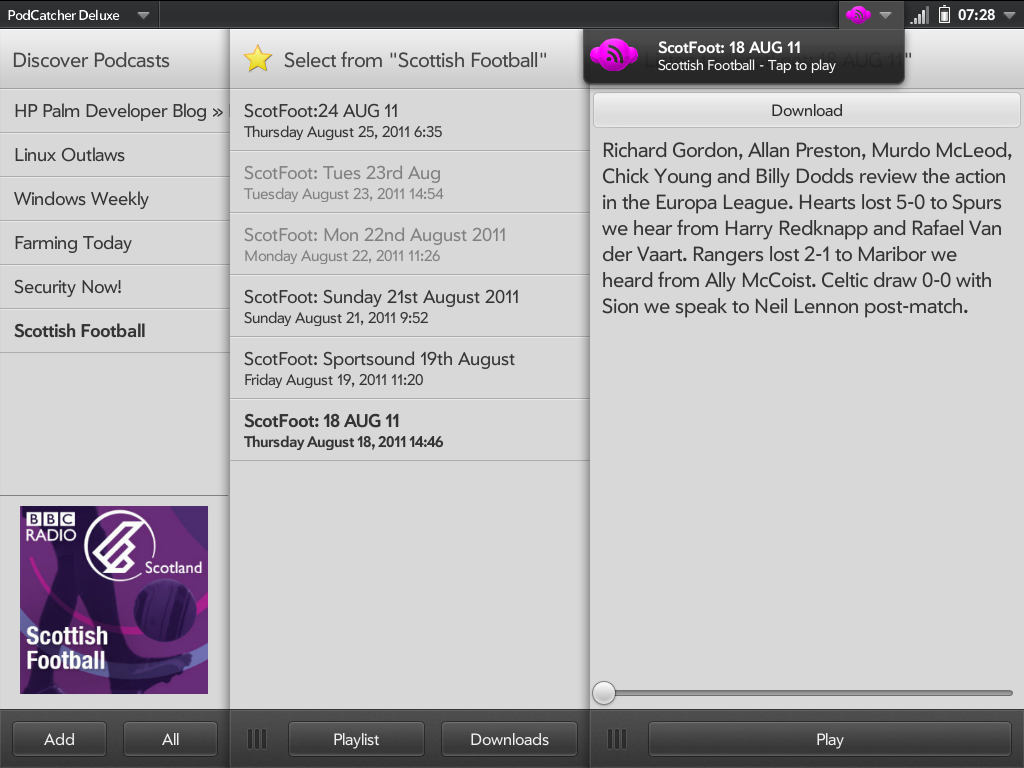 PodCatcher Deluxe
07:28
ScotFoot: 18 AUG 11
Scottish Football - Tap to play
Discover Podcasts
HP Palm Developer Blog »
Linux Outlaws
Windows Weekly
Farming Today
Security Now!
Scottish Football
BBC
RADIO
Scotland
Scottish
Football
Add
All
Select from "Scottish Football"
ScotFoot:24 AUG 11
Thursday August 25, 2011 6:35
ScotFoot: Tues 23rd Aug
Tuesday August 23, 2011 14:54
ScotFoot: Mon 22nd August 2011
Monday August 22, 2011 11:26
ScotFoot: Sunday 21st August 2011
Sunday August 21, 2011 9:52
ScotFoot: Sportsound 19th August
Friday August 19, 2011 11:20
ScotFoot: 18 AUG 11
Thursday August 18, 2011 14:46
Playlist
Downloads
Download
Richard Gordon, Allan Preston, Murdo McLeod,
Chick Young and Billy Dodds review the action
in the Europa League. Hearts lost 5-0 to Spurs
we hear from Harry Redknapp and Rafael Van
der Vaart. Rangers lost 2-1 to Maribor we
heard from Ally McCoist. Celtic draw 0-0 with
Sion we speak to Neil Lennon post-match.
Play